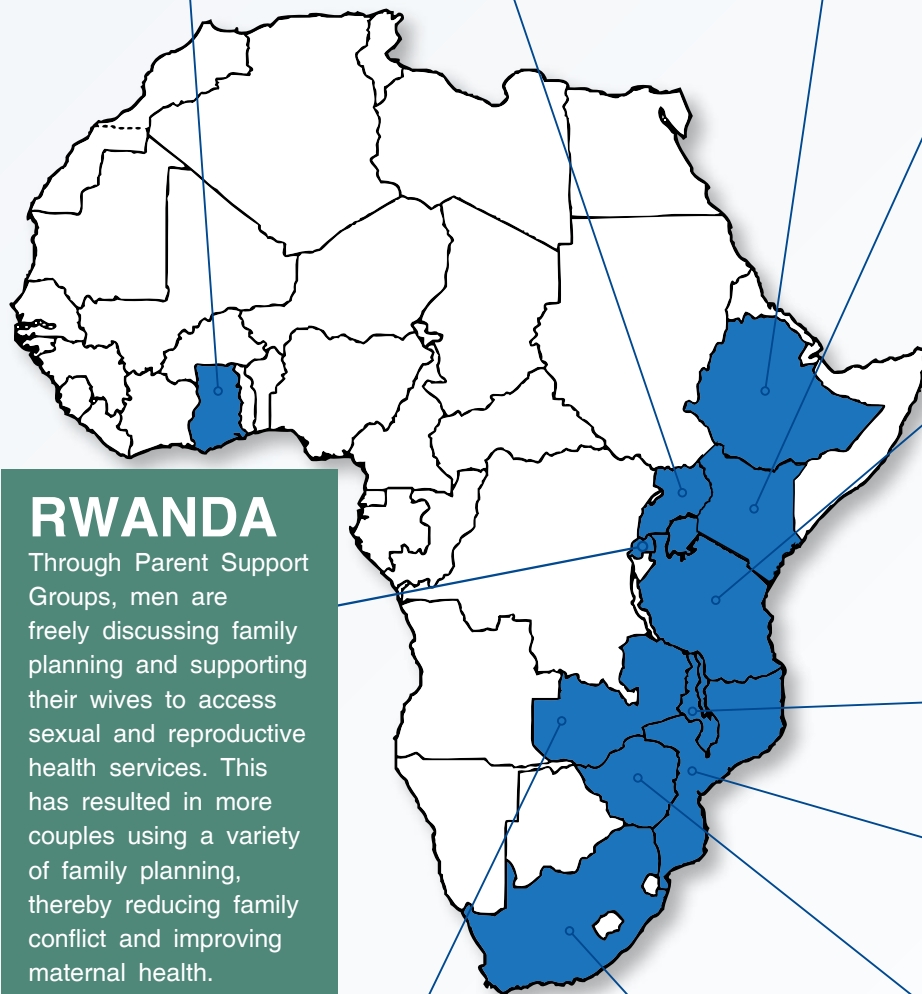 RWANDA
Through Parent Support
Groups, men are
freely discussing family
planning and supporting
their wives to access
sexual and reproductive
health services. This
has resulted in more
couples using a variety
of family planning,
thereby reducing family
conflict and improving
maternal health.